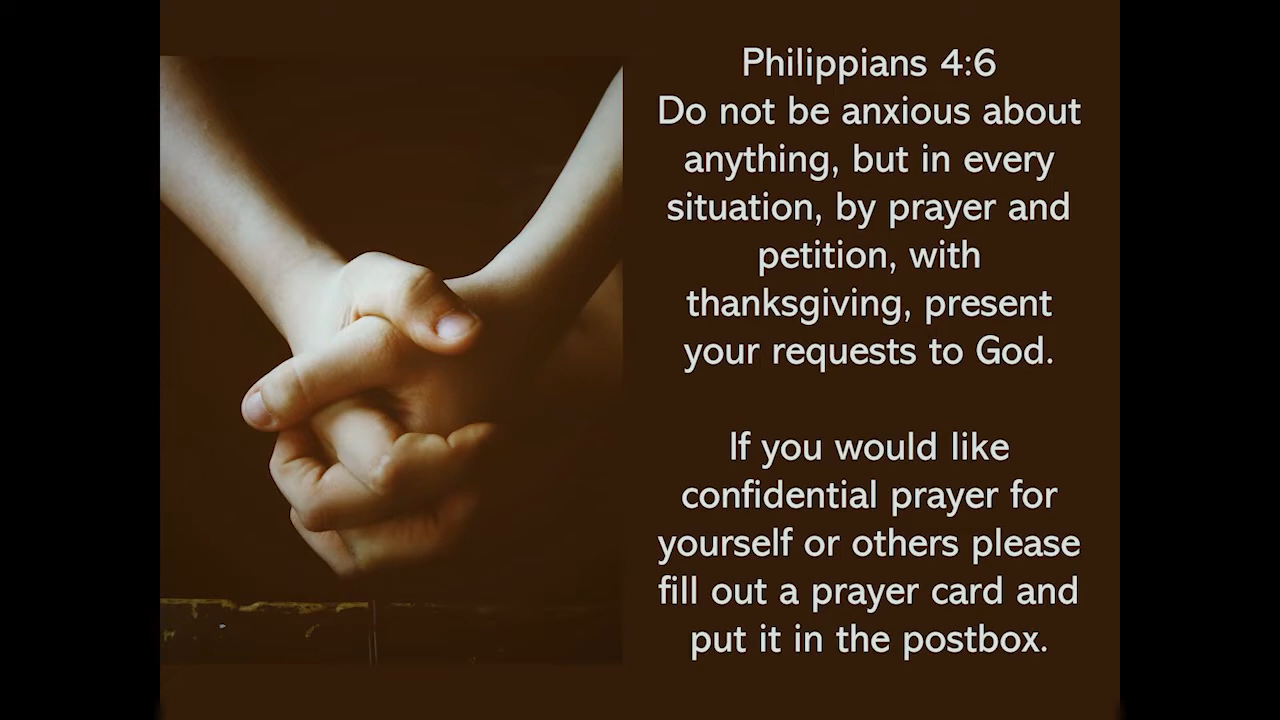 Philippians 4:6
Do not be anxious about
anything, but in every
situation, by prayer and
petition, with
thanksgiving, present
your requests to God.
If you would like
confidential prayer for
yourself or others please
fill out a prayer card and
put it in the postbox.